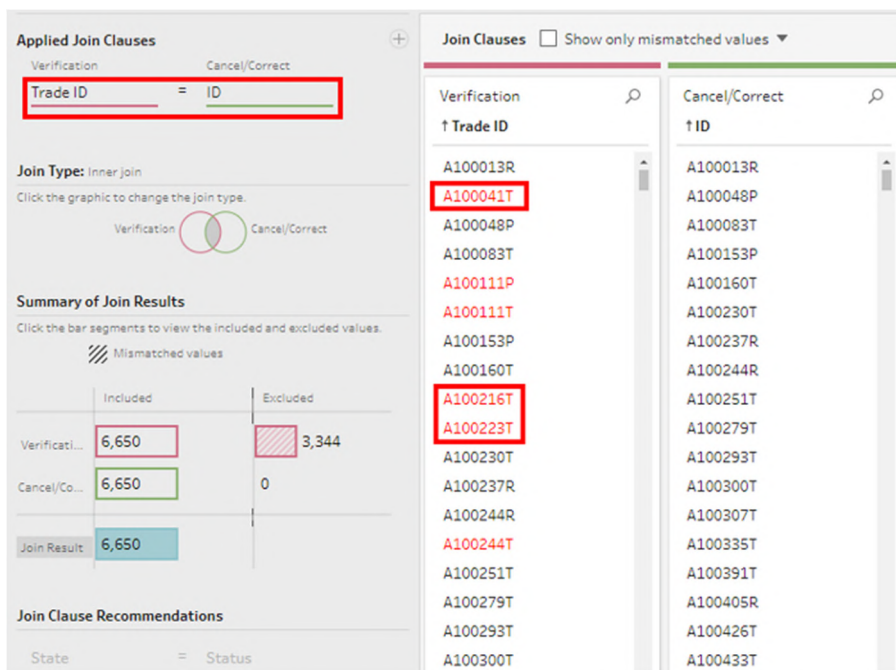 Applied Join Clauses
Verification Cancel/Correct
Trade ID = ID
Join Type: Inner join
Click the graphic to change the join type.
Verification Cancel/Correct
Summary of Join Results
Click the bar segments to view the included and excluded values.
Mismatched values
Included Excluded
Verificati... 6,650 3,344
Cancel/Co... 6,650 0
Join Result 6,650
Join Clause Recommendations
State = Status
Join Clauses Show only mismatched values
Verification
↑ Trade ID
A100013R
A100041T
A100048P
A100083T
A100111P
A100111T
A100153P
A100160T
A100216T
A100223T
A100230T
A100237R
A100244R
A100244T
A100251T
A100279T
A100293T
A100300T
Cancel/Correct
↑ ID
A100013R
A100048P
A100083T
A100153P
A100160T
A100230T
A100237R
A100244R
A100251T
A100279T
A100293T
A100300T
A100307T
A100335T
A100391T
A100405R
A100426T
A100433T